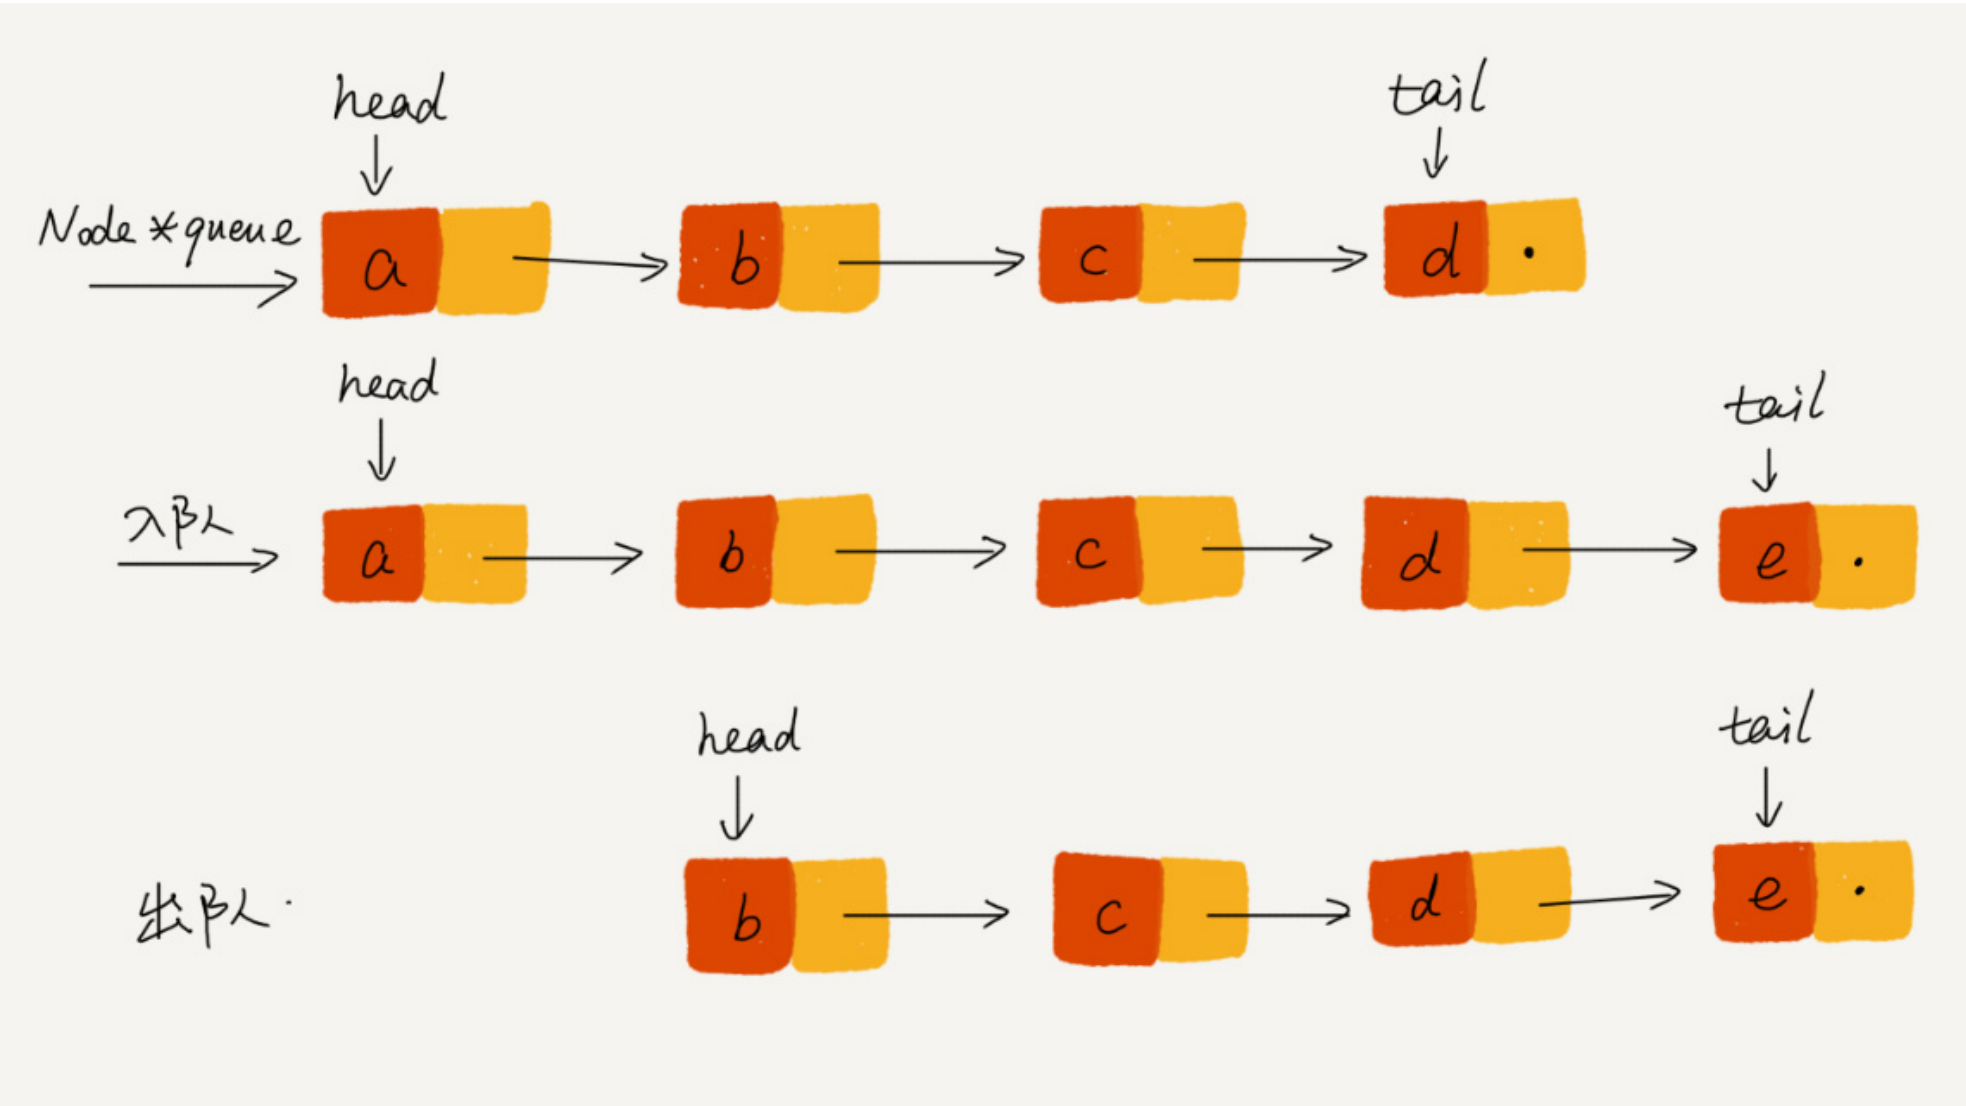 head tail
Node *queue
a b c d
head tail
入队
a b c d e
head tail
出队
b c d e